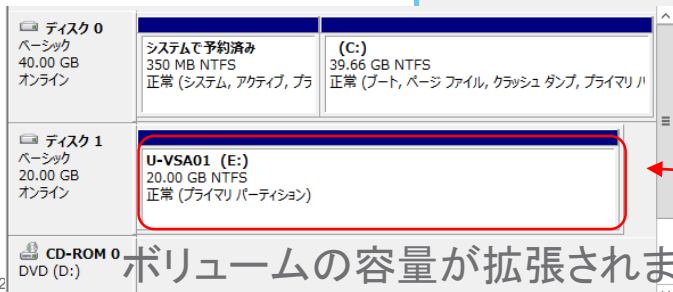 ディスク 0
ベーシック
40.00 GB
オンライン
システムで予約済み
350 MB NTFS
正常 (システム, アクティブ, プラ
(C:)
39.66 GB NTFS
正常 (ブート, ページ ファイル, クラッシュ ダンプ, プライマリ パ
ディスク 1
ベーシック
20.00 GB
オンライン
U-VSA01 (E:)
20.00 GB NTFS
正常 (プライマリ パーティション)
CD-ROM 0
DVD (D:)
ボリュームの容量が拡張されま
2